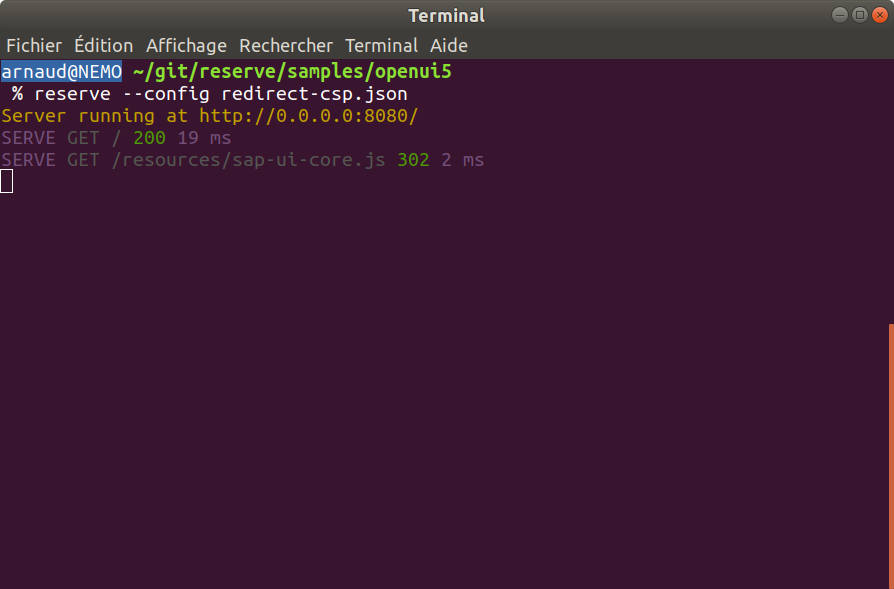 Terminal
Fichier Édition Affichage Rechercher Terminal Aide
arnaud@NEMO ~/git/reserve/samples/openui5
% reserve --config redirect-csp.json
Server running at http://0.0.0.0:8080/
SERVE GET / 200 19 ms
SERVE GET /resources/sap-ui-core.js 302 2 ms